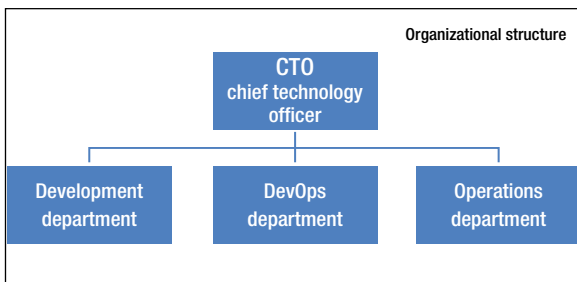 Organizational structure
CTO
chief technology
officer
Development
department
DevOps
department
Operations
department